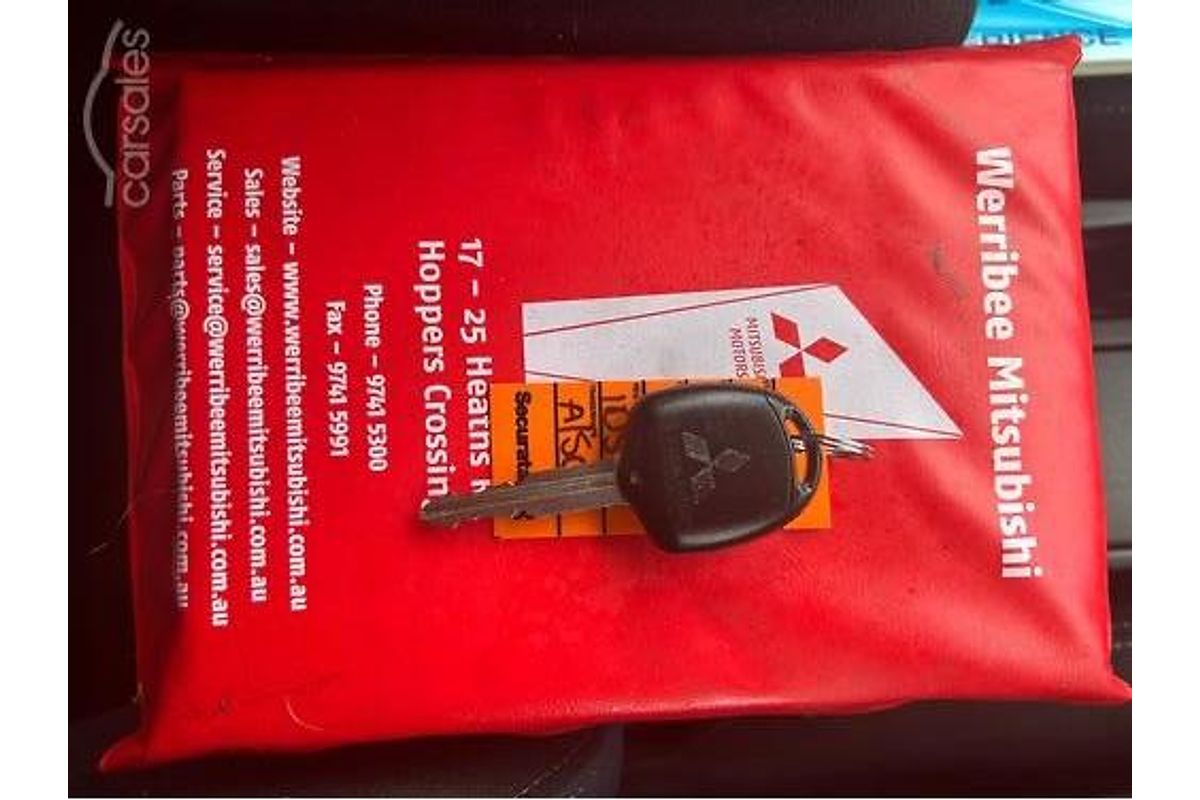 Werribee Mitsubishi
MITSUBISHI
MOTORS
17 – 25 Heaths
Hoppers Crossing
Phone – 9741 5300
Fax – 9741 5991
Website – www.werribeemitsubishi.com.au
Sales – sales@werribeemitsubishi.com.au
Service – service@werribeemitsubishi.com.au
Parts – parts@werribeemitsubishi.com.au
carsales